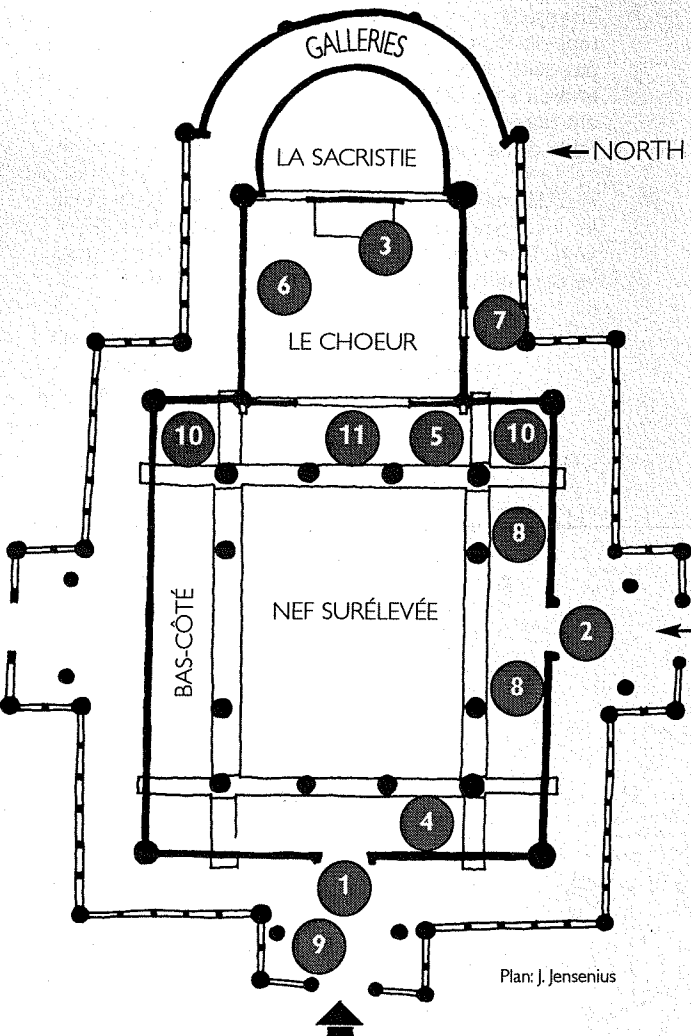 GALLERIES
LA SACRISTIE
NORTH
3
6
7
LE CHOEUR
10
11
5
10
8
BAS-CÔTÉ
NEF SURÉLEVÉE
2
8
4
1
9
Plan: J. Jensenius